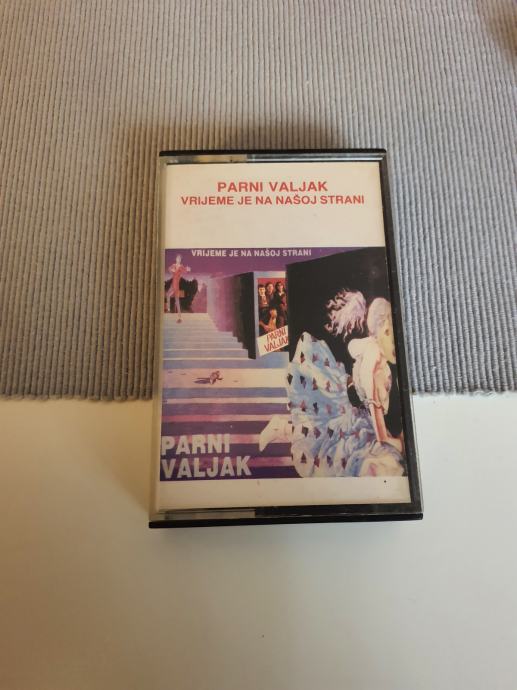 PARNI VALJAK
VRIJEME JE NA NAŠOJ STRANI
VRIJEME JE NA NAŠOJ STRANI
PARNI
VALJAK
PARNI
VALJAK